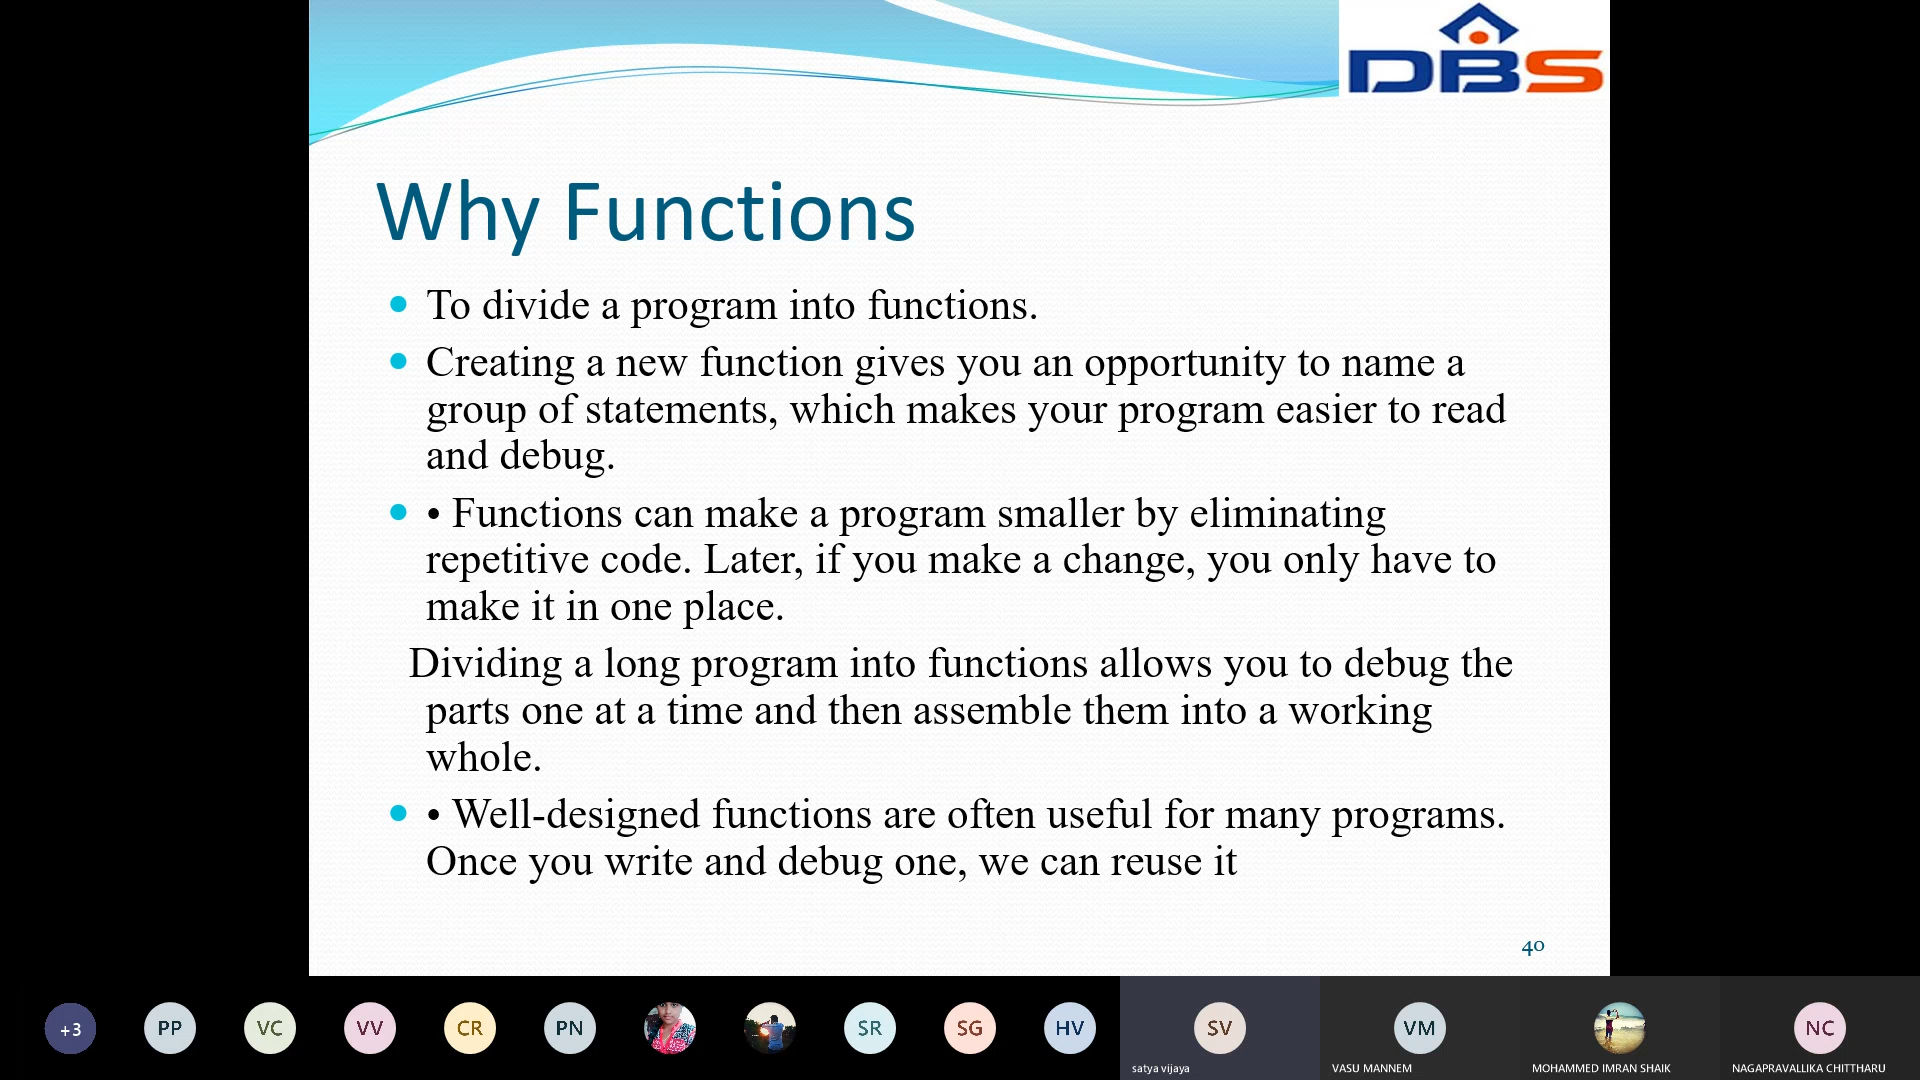 DBS
Why Functions
To divide a program into functions.
Creating a new function gives you an opportunity to name a
group of statements, which makes your program easier to read
and debug.
• Functions can make a program smaller by eliminating
repetitive code. Later, if you make a change, you only have to
make it in one place.
Dividing a long program into functions allows you to debug the
parts one at a time and then assemble them into a working
whole.
• Well-designed functions are often useful for many programs.
Once you write and debug one, we can reuse it
40
+3
PP
VC
VV
CR
PN
SR
SG
HV
SV
VM
NC
satya vijaya
VASU MANNEM
MOHAMMED IMRAN SHAIK
NAGAPRAVALLIKA CHITTHARU